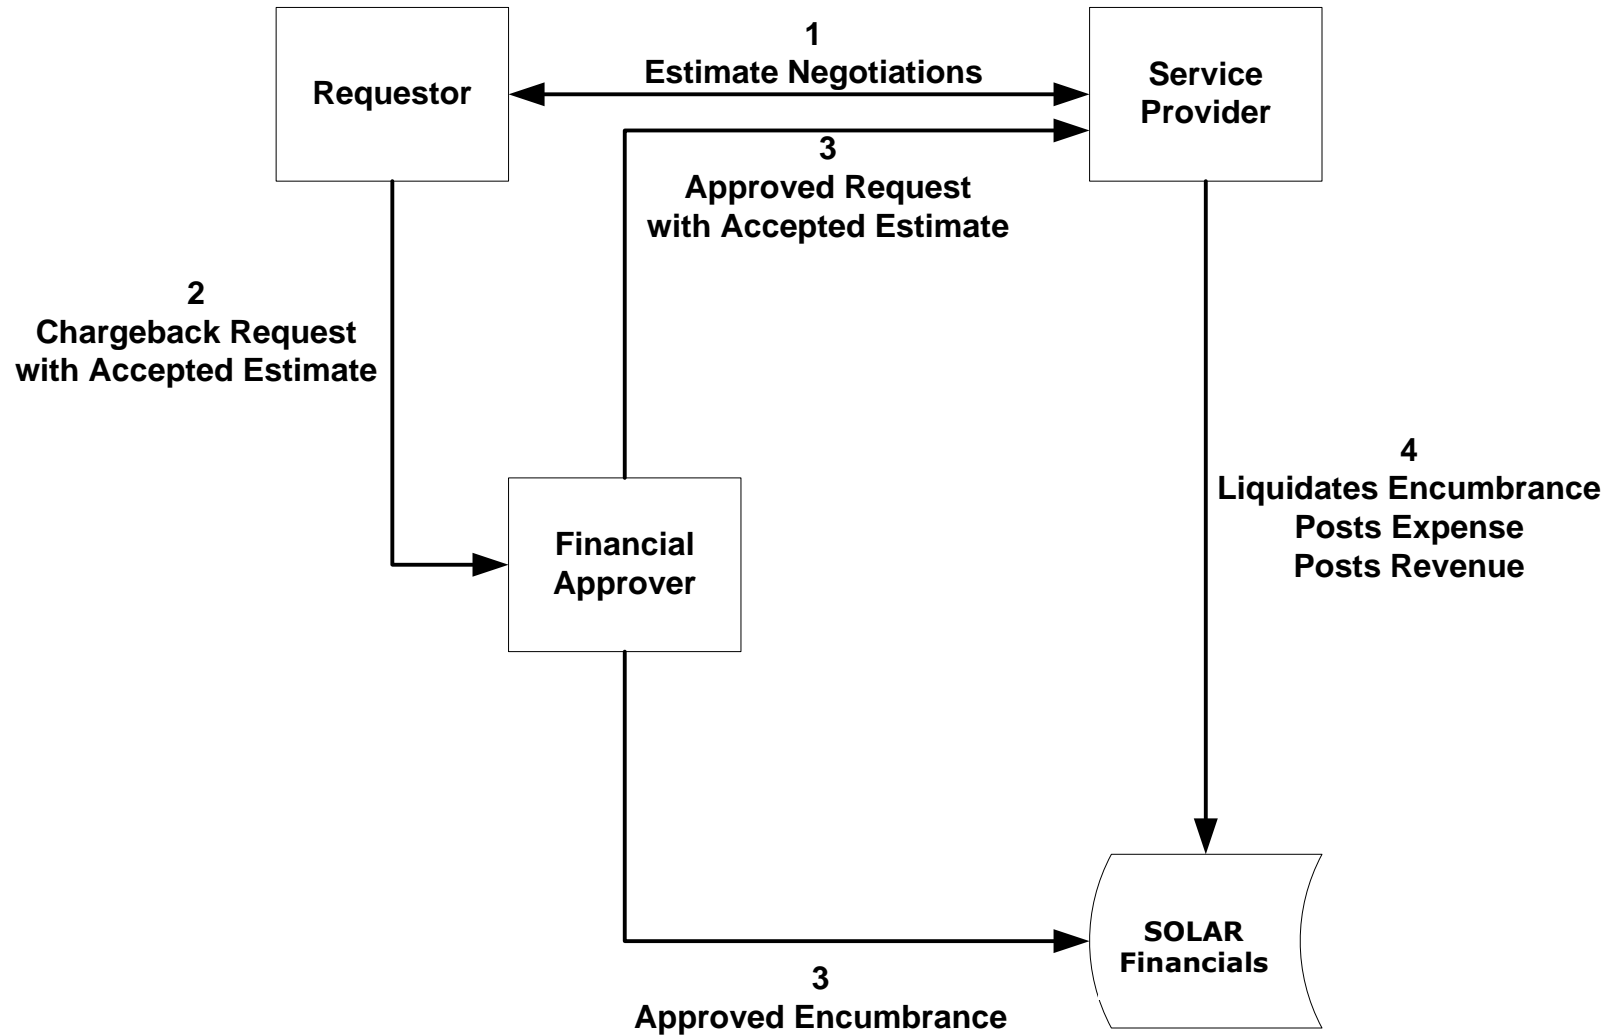 Requestor
1
Estimate Negotiations
Service
Provider
3
Approved Request
with Accepted Estimate
2
Chargeback Request
with Accepted Estimate
4
Liquidates Encumbrance
Posts Expense
Posts Revenue
Financial
Approver
SOLAR
Financials
3
Approved Encumbrance